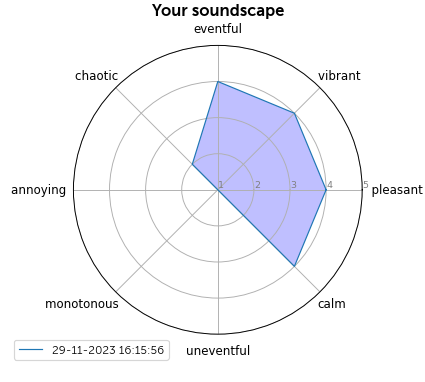 Your soundscape
eventful
chaotic
vibrant
annoying
1 2 3 4 5
pleasant
monotonous
calm
uneventful
29-11-2023 16:15:56